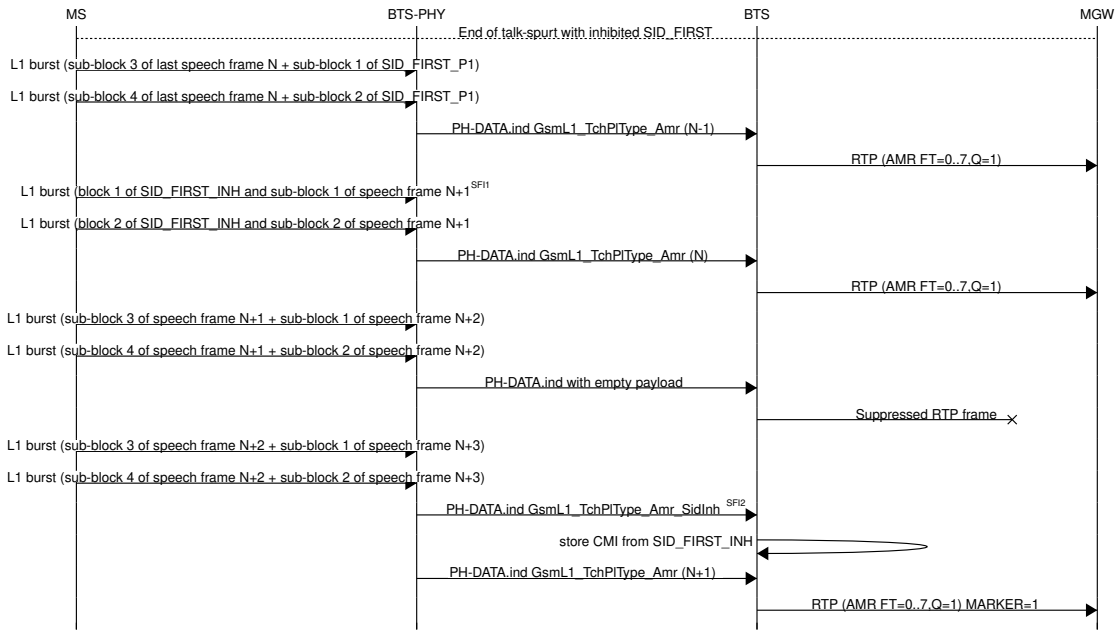 MS BTS-PHY BTS MGW
End of talk-spurt with inhibited SID_FIRST
L1 burst (sub-block 3 of last speech frame N + sub-block 1 of SID_FIRST_P1)
L1 burst (sub-block 4 of last speech frame N + sub-block 2 of SID_FIRST_P1)
PH-DATA.ind GsmL1_TchPlType_Amr (N-1)
RTP (AMR FT=0..7,Q=1)
L1 burst (block 1 of SID_FIRST_INH and sub-block 1 of speech frame N+1 SFI1
L1 burst (block 2 of SID_FIRST_INH and sub-block 2 of speech frame N+1
PH-DATA.ind GsmL1_TchPlType_Amr (N)
RTP (AMR FT=0..7,Q=1)
L1 burst (sub-block 3 of speech frame N+1 + sub-block 1 of speech frame N+2)
L1 burst (sub-block 4 of speech frame N+1 + sub-block 2 of speech frame N+2)
PH-DATA.ind with empty payload
Suppressed RTP frame
L1 burst (sub-block 3 of speech frame N+2 + sub-block 1 of speech frame N+3)
L1 burst (sub-block 4 of speech frame N+2 + sub-block 2 of speech frame N+3)
PH-DATA.ind GsmL1_TchPlType_Amr_SidInh SFI2
store CMI from SID_FIRST_INH
PH-DATA.ind GsmL1_TchPlType_Amr (N+1)
RTP (AMR FT=0..7,Q=1) MARKER=1